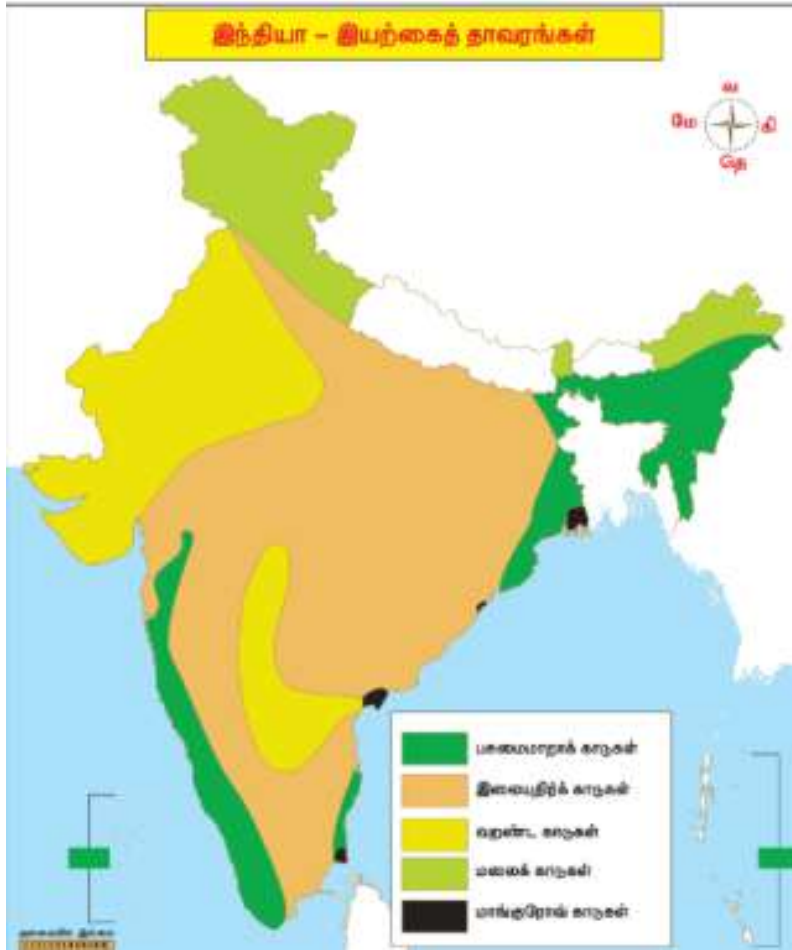 இந்தியா – இயற்கைத் தாவரங்கள்
வ
மே
கி
தெ
பசுமைமாறாக் காடுகள்
இலையுதிர்க் காடுகள்
வறண்ட காடுகள்
மலைக் காடுகள்
மாங்குரோவ் காடுகள்